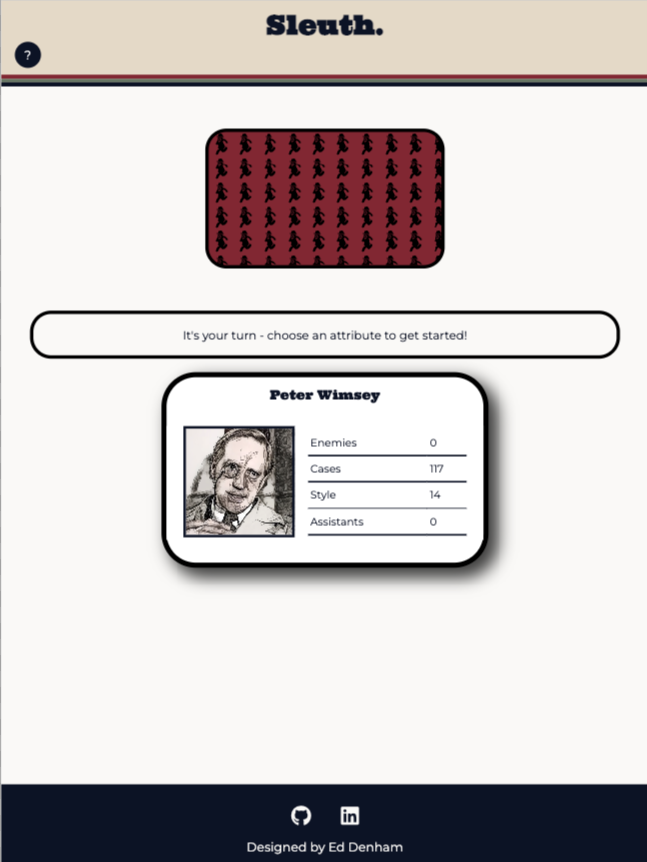 Sleuth.
?
It's your turn - choose an attribute to get started!
Peter Wimsey
Enemies 0
Cases 117
Style 14
Assistants 0
in
Designed by Ed Denham